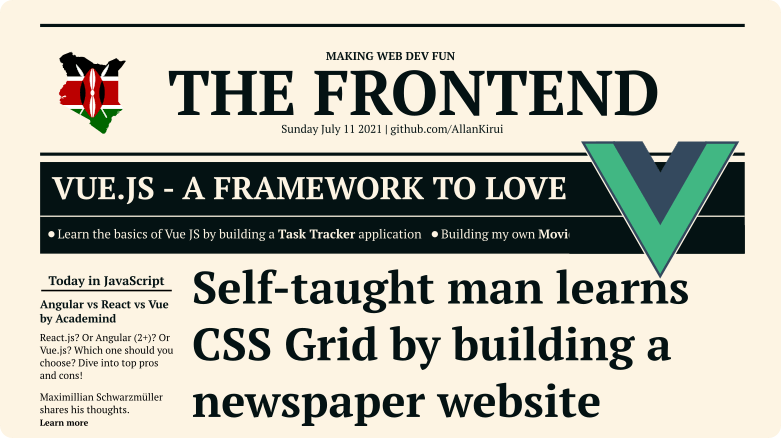 MAKING WEB DEV FUN
THE FRONTEND
Sunday July 11 2021 | github.com/AllanKirui
VUE.JS - A FRAMEWORK TO LOVE
● Learn the basics of Vue JS by building a Task Tracker application ● Building my own Movi
Today in JavaScript
Angular vs React vs Vue
by Academind
React.js? Or Angular (2+)? Or
Vue.js? Which one should you
choose? Dive into top pros
and cons!
Maximillian Schwarzmüller
shares his thoughts.
Learn more
Self-taught man learns
CSS Grid by building a
newspaper website